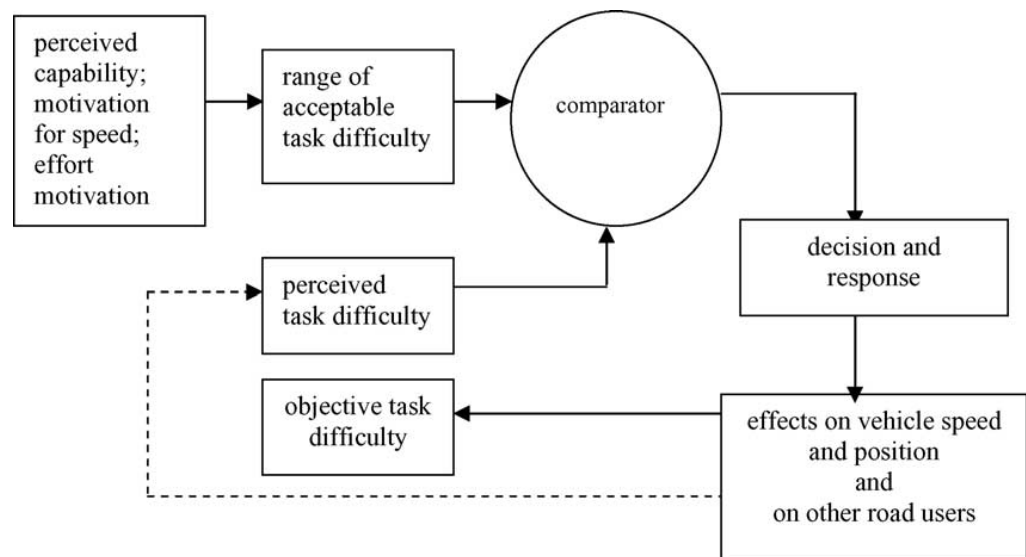 perceived
capability;
motivation
for speed;
effort
motivation
range of
acceptable
task difficulty
comparator
decision and
response
perceived
task difficulty
objective task
difficulty
effects on vehicle speed
and position
and
on other road users